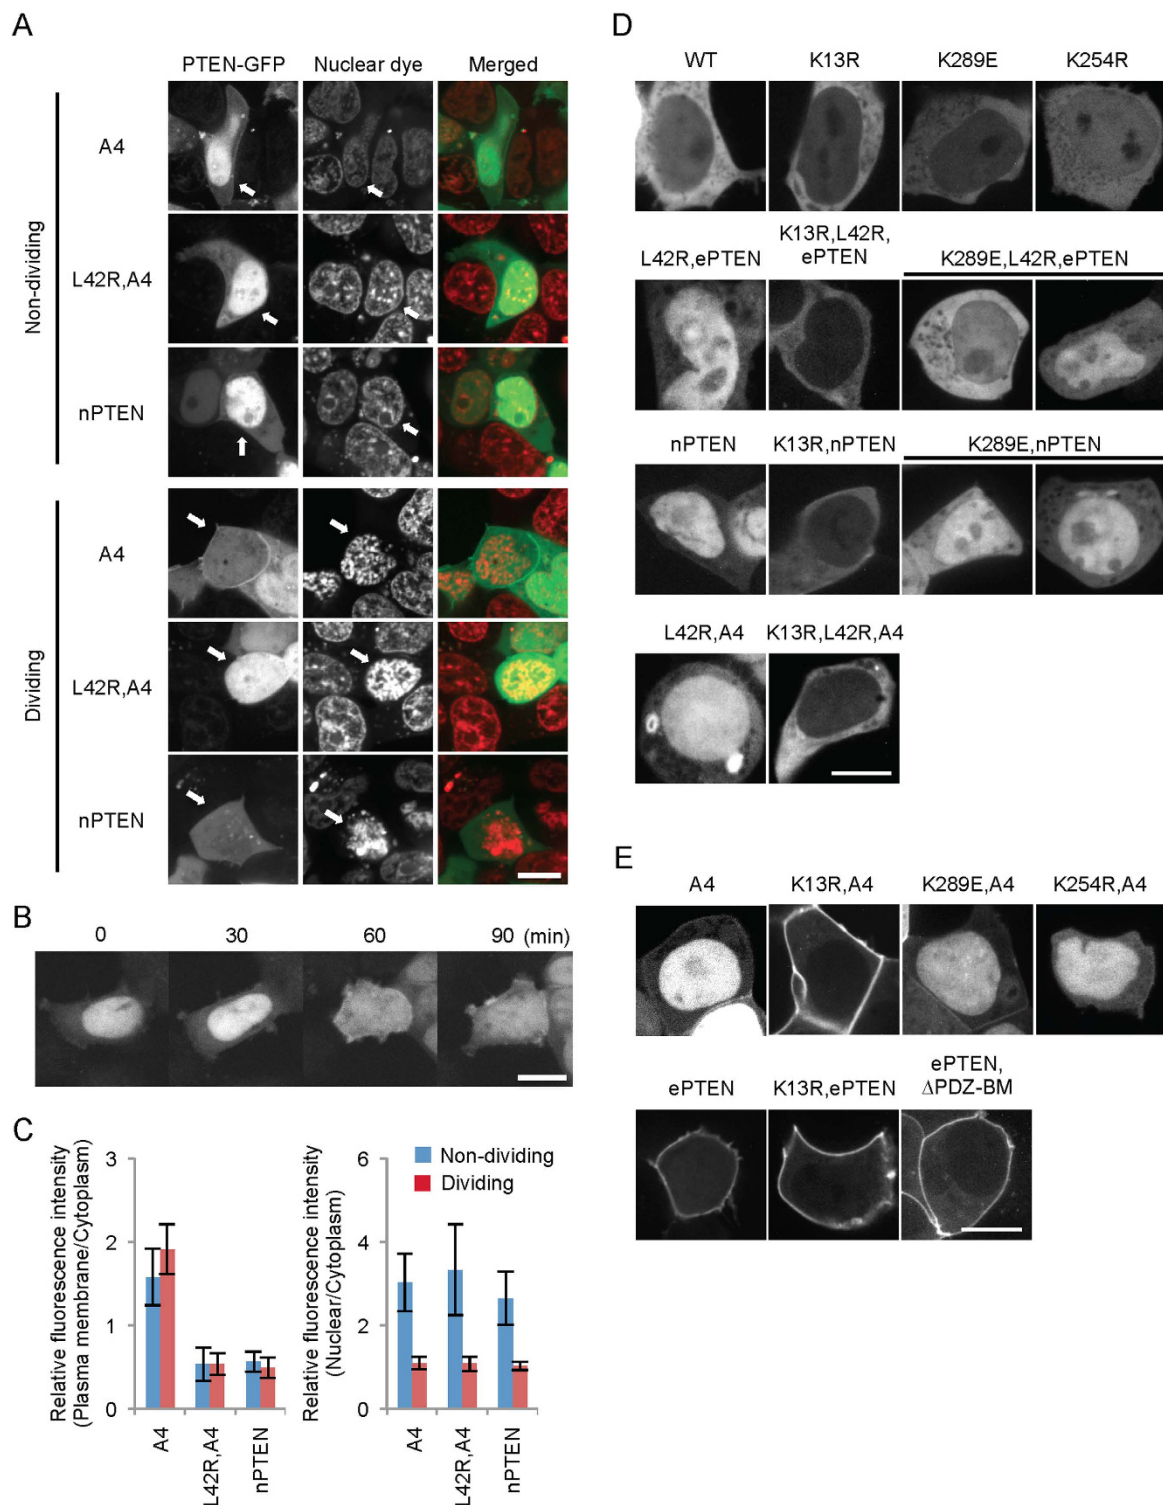 A
PTEN-GFP Nuclear dye Merged
Non-dividing
A4
L42R,A4
nPTEN
Dividing
A4
L42R,A4
nPTEN
B
0 30 60 90 (min)
C
Relative fluorescence intensity
(Plasma membrane/Cytoplasm)
3
2
1
0
A4
L42R,A4
nPTEN
Relative fluorescence intensity
(Nuclear/Cytoplasm)
6
4
2
0
Non-dividing
Dividing
A4
L42R,A4
nPTEN
D
WT K13R K289E K254R
L42R,ePTEN
K13R,L42R,
ePTEN
K289E,L42R,ePTEN
nPTEN K13R,nPTEN K289E,nPTEN
L42R,A4 K13R,L42R,A4
E
A4 K13R,A4 K289E,A4 K254R,A4
ePTEN K13R,ePTEN
ePTEN,
ΔPDZ-BM